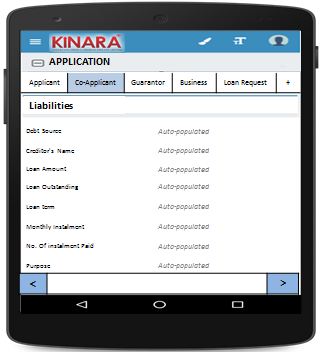 KINARA
APPLICATION
Applicant Co-Applicant Guarantor Business Loan Request +
Liabilities
Debt Source Auto-populated
Creditor's Name Auto-populated
Loan Amount Auto-populated
Loan Outstanding Auto-populated
Loan term Auto-populated
Monthly Instalment Auto-populated
No. Of instalment Paid Auto-populated
Purpose Auto-populated
< >